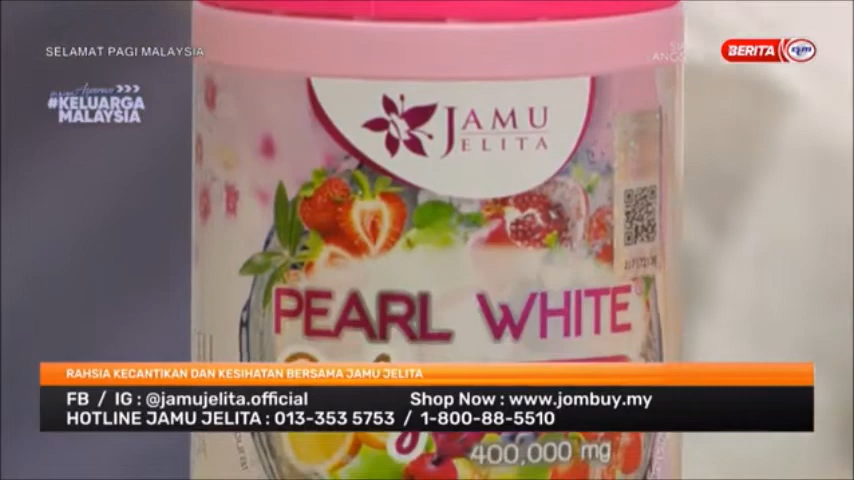 SELAMAT PAGI MALAYSIA
BERITA
#KELUARGA
MALAYSIA
JAMU
JELITA
PEARL WHITE
RAHSIA KECANTIKAN DAN KESIHATAN BERSAMA JAMU JELITA
FB / IG : @jamujelita.official
Shop Now : www.jombuy.my
HOTLINE JAMU JELITA : 013-353 5753 / 1-800-88-5510
400,000 mg